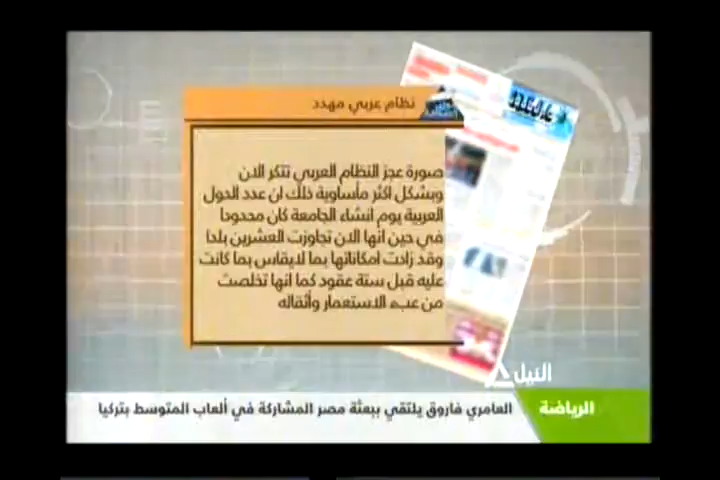 نظام عربي مهدد
صورة عجز النظام العربي تتكر الان
وبشكل اكثر مأساوية ذلك ان عدد الدول
العربية يوم انشاء الجامعة كان محدودا
في حين انها الان تجاوزت العشرين بلدا
وقد زادت امكاناتها بما لايقاس بما كانت
عليه قبل ستة عقود كما انها تخلصت
من عبء الاستعمار وأثقاله
النيل
الرياضة
العامري فاروق يلتقي ببعثة مصر المشاركة في ألعاب المتوسط بتركيا